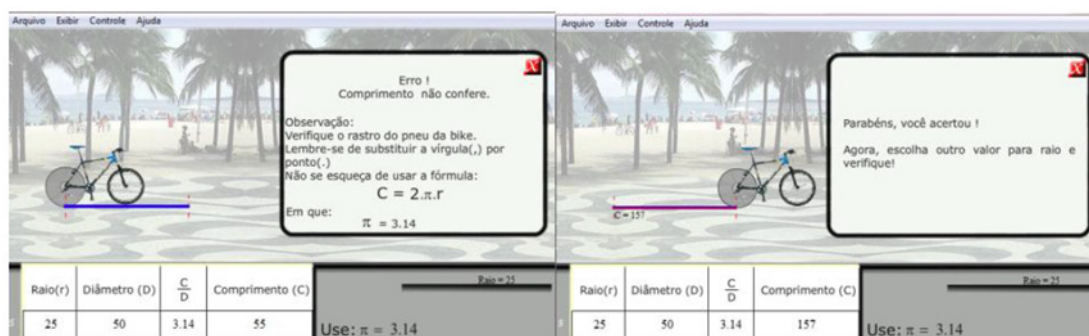 Arquivo Exibir Controle Ajuda
X
Erro !
Comprimento não confere.
Observação:
Verifique o rastro do pneu da bike.
Lembre-se de substituir a vírgula(,) por
ponto(.)
Não se esqueça de usar a fórmula:
C = 2.π.r
Em que:
π = 3.14
Raio(r) Diâmetro (D) C/D Comprimento (C)
25 50 3.14 55
Raio = 25
Use: π = 3.14
Arquivo Exibir Controle Ajuda
X
Parabéns, você acertou !
Agora, escolha outro valor para raio e
verifique!
C = 157
Raio(r) Diâmetro (D) C/D Comprimento (C)
25 50 3.14 157
Raio = 25
Use: π = 3.14